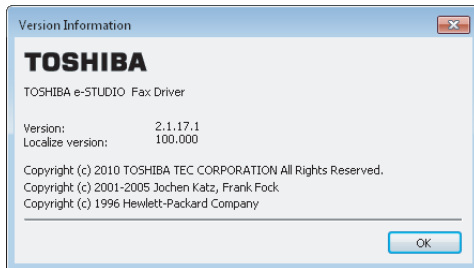 Version Information
TOSHIBA
TOSHIBA e-STUDIO Fax Driver
Version: 2.1.17.1
Localize version: 100.000
Copyright (c) 2010 TOSHIBA TEC CORPORATION All Rights Reserved.
Copyright (c) 2001-2005 Jochen Katz, Frank Fock
Copyright (c) 1996 Hewlett-Packard Company
OK